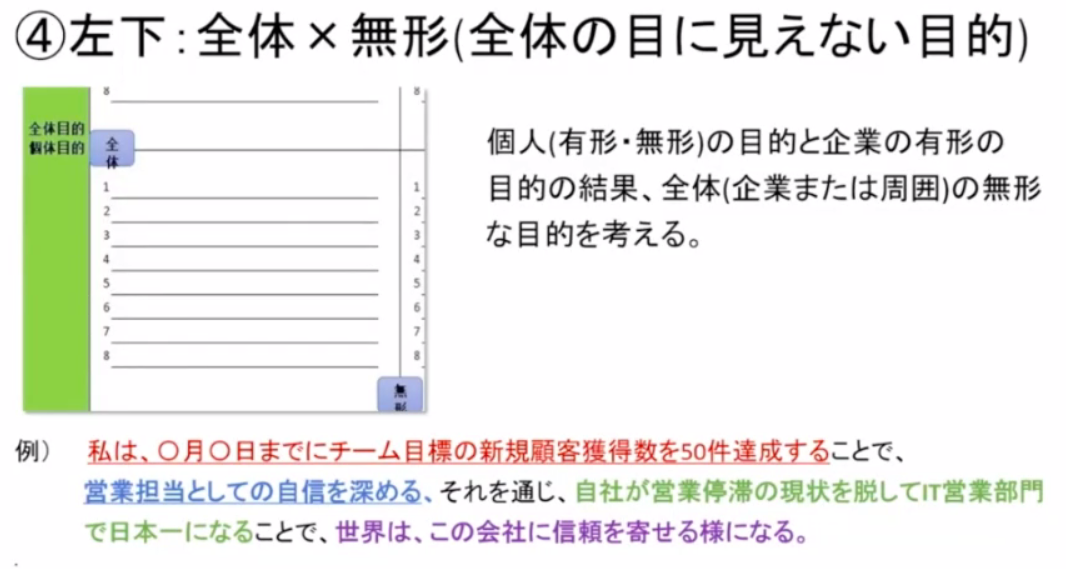 ④左下:全体×無形(全体の目に見えない目的)
8
8
全体目的
個体目的
全
体
1
1
2
2
3
3
4
4
5
5
6
6
7
7
8
8
無
形
個人(有形・無形)の目的と企業の有形の
目的の結果、全体(企業または周囲)の無形
な目的を考える。
例) 私は、〇月〇日までにチーム目標の新規顧客獲得数を50件達成することで、
営業担当としての自信を深める、それを通じ、自社が営業停滞の現状を脱してIT営業部門
で日本一になることで、世界は、この会社に信頼を寄せる様になる。